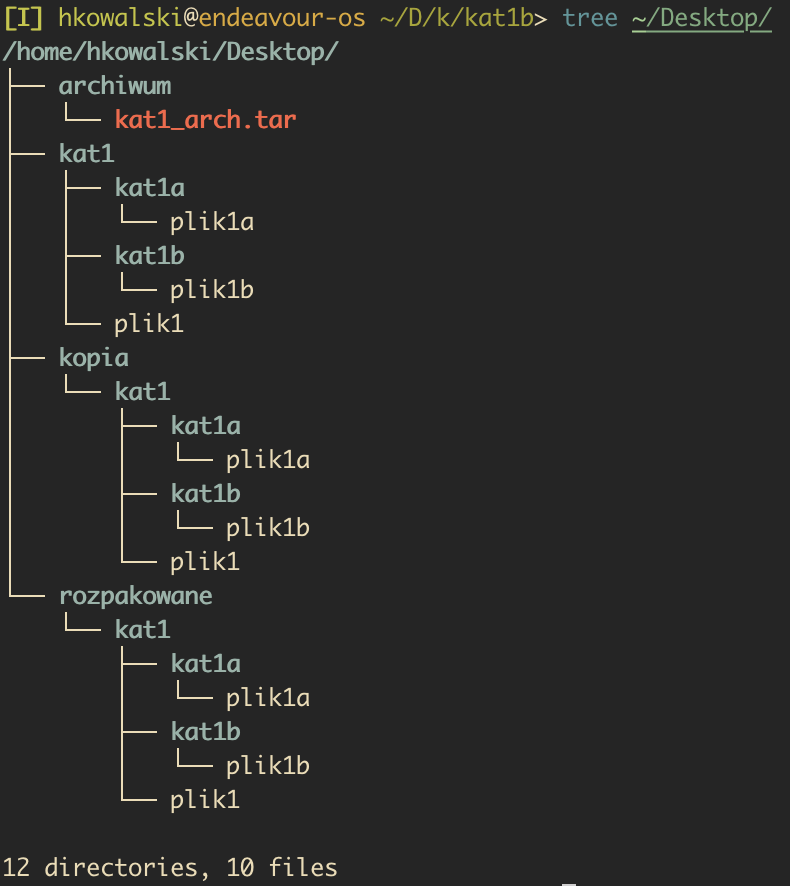 [I] hkowalski@endeavour-os ~/D/k/kat1b> tree ~/Desktop/
/home/hkowalski/Desktop/
├── archiwum
│   └── kat1_arch.tar
├── kat1
│   ├── kat1a
│   │   └── plik1a
│   ├── kat1b
│   │   └── plik1b
│   └── plik1
├── kopia
│   └── kat1
│       ├── kat1a
│       │   └── plik1a
│       ├── kat1b
│       │   └── plik1b
│       └── plik1
└── rozpakowane
    └── kat1
        ├── kat1a
        │   └── plik1a
        ├── kat1b
        │   └── plik1b
        └── plik1
12 directories, 10 files